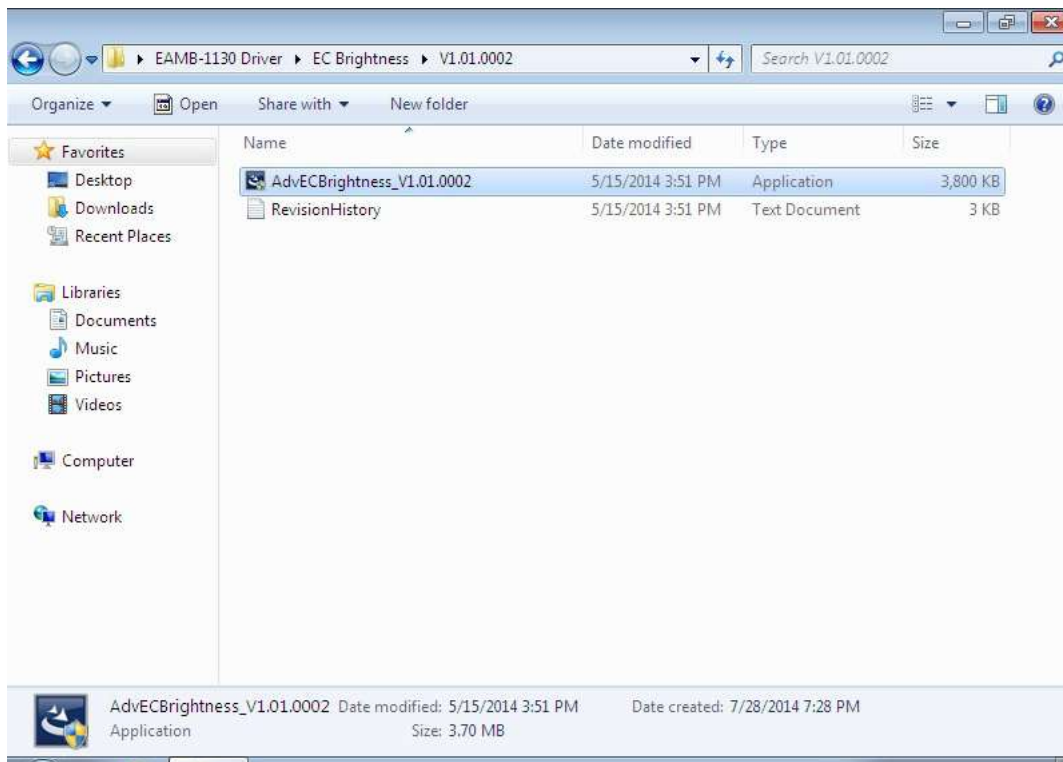 EAMB-1130 Driver EC Brightness V1.01.0002 Search V1.01.0002
Organize Open Share with New folder
Name Date modified Type Size
Favorites
Desktop
Downloads
Recent Places
Libraries
Documents
Music
Pictures
Videos
Computer
Network
AdvECBrightness_V1.01.0002 5/15/2014 3:51 PM Application 3,800 KB
RevisionHistory 5/15/2014 3:51 PM Text Document 3 KB
AdvECBrightness_V1.01.0002 Date modified: 5/15/2014 3:51 PM Date created: 7/28/2014 7:28 PM
Application Size: 3.70 MB